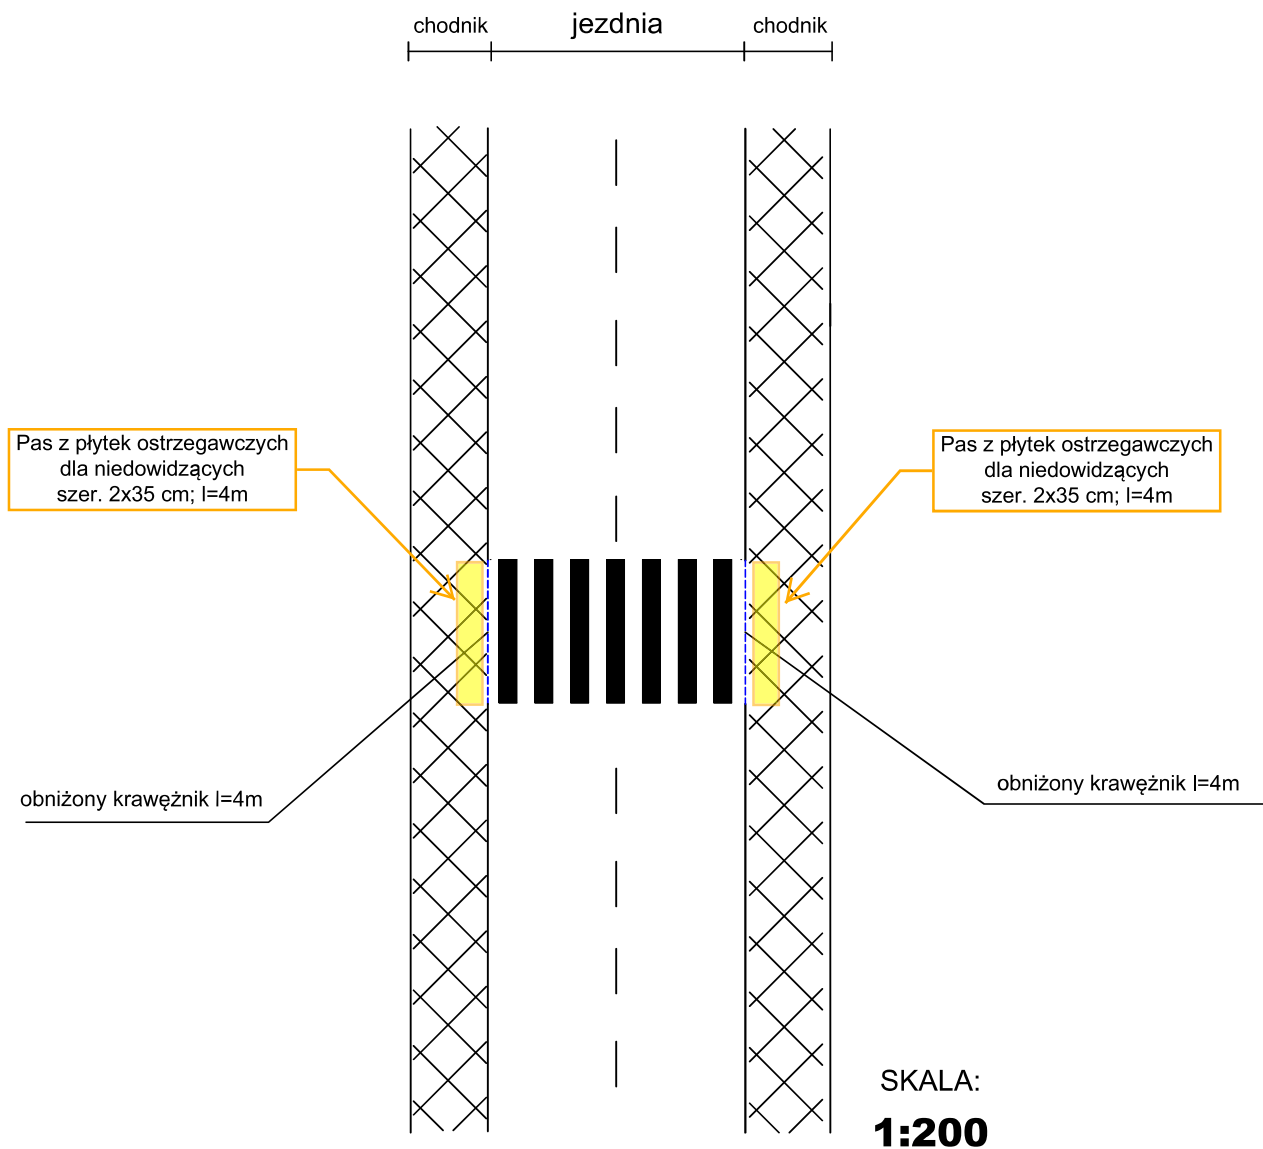 chodnik
jezdnia
chodnik
Pas z płytek ostrzegawczych
dla niedowidzących
szer. 2x35 cm; l=4m
Pas z płytek ostrzegawczych
dla niedowidzących
szer. 2x35 cm; l=4m
obniżony krawężnik l=4m
obniżony krawężnik l=4m
SKALA:
1:200